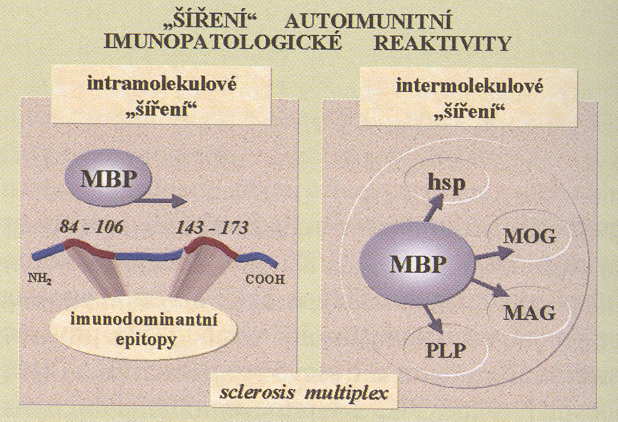 „ŠÍŘENÍ“ AUTOIMUNITNÍ
IMUNOPATOLOGICKÉ REAKTIVITY
intramolekulové
„šíření“
MBP
84 - 106 143 - 173
NH₂ COOH
imunodominantní
epitopy
intermolekulové
„šíření“
hsp
MOG
MBP
MAG
PLP
sclerosis multiplex